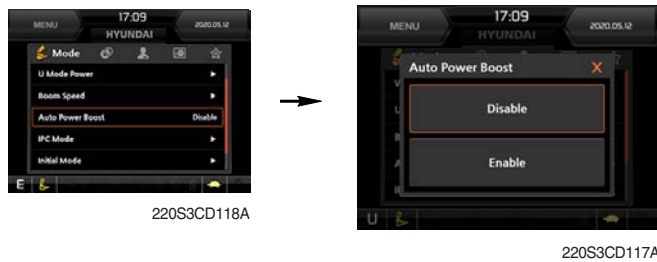 MENU
17:09
2020.05.12
HYUNDAI
Mode
U Mode Power
Boom Speed
Auto Power Boost Disable
IPC Mode
Initial Mode
E
220S3CD118A
MENU
17:09
2020.05.12
HYUNDAI
Auto Power Boost X
Disable
Enable
U
220S3CD117A